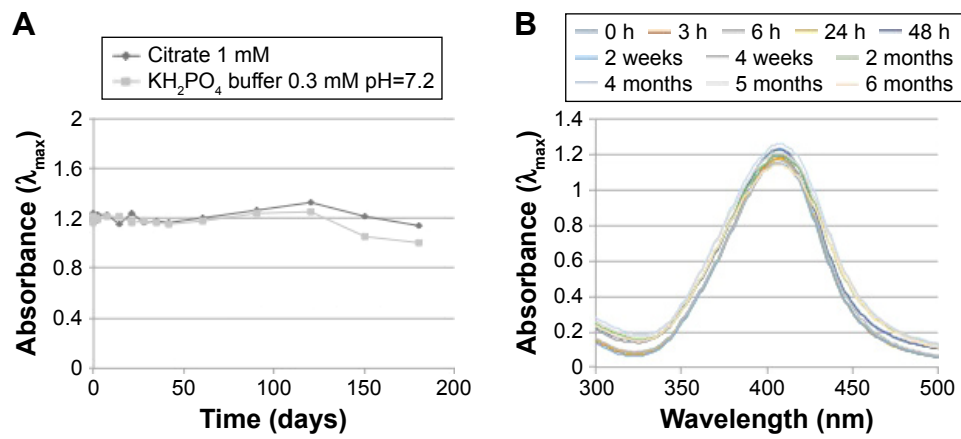 A
Citrate 1 mM
KH₂PO₄ buffer 0.3 mM pH=7.2
Absorbance (λmax)
2
1.6
1.2
0.8
0.4
0
0 50 100 150 200
Time (days)
B
0 h 3 h 6 h 24 h 48 h
2 weeks 4 weeks 2 months
4 months 5 months 6 months
Absorbance (λmax)
1.4
1.2
1
0.8
0.6
0.4
0.2
0
300 350 400 450 500
Wavelength (nm)